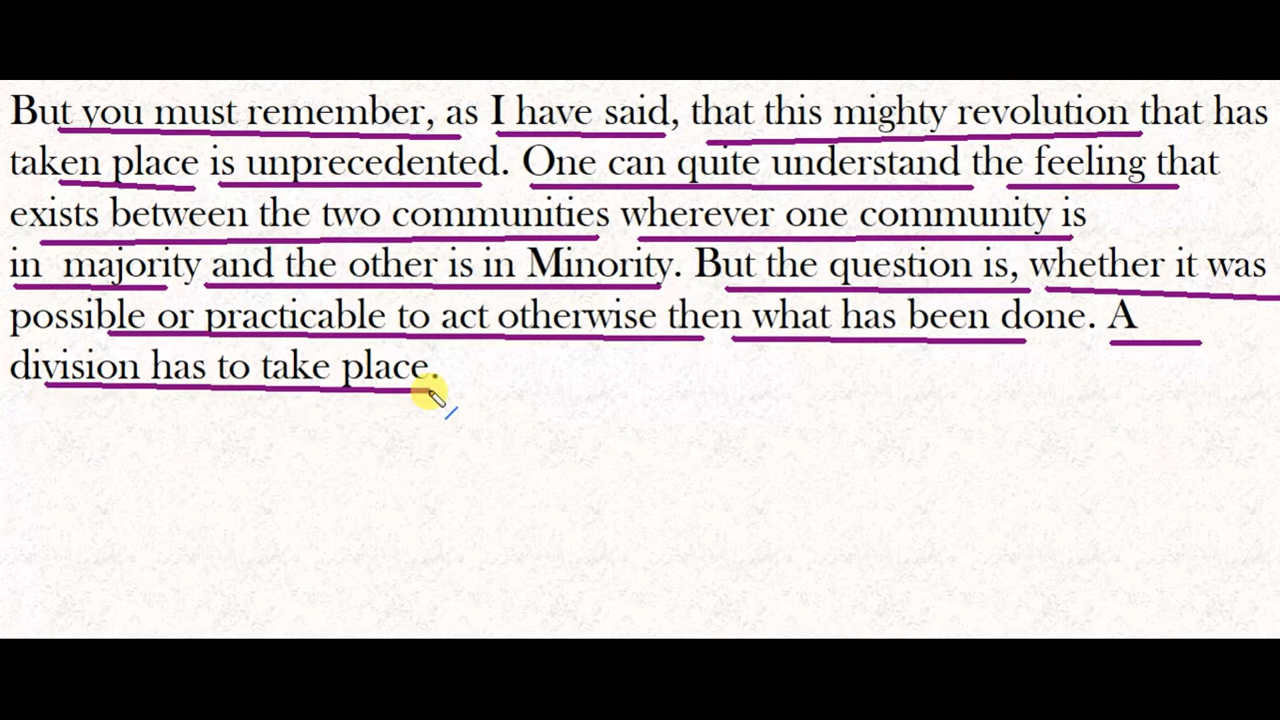 But you must remember, as I have said, that this mighty revolution that has
taken place is unprecedented. One can quite understand the feeling that
exists between the two communities wherever one community is
in  majority and the other is in Minority. But the question is, whether it was
possible or practicable to act otherwise then what has been done. A
division has to take place.